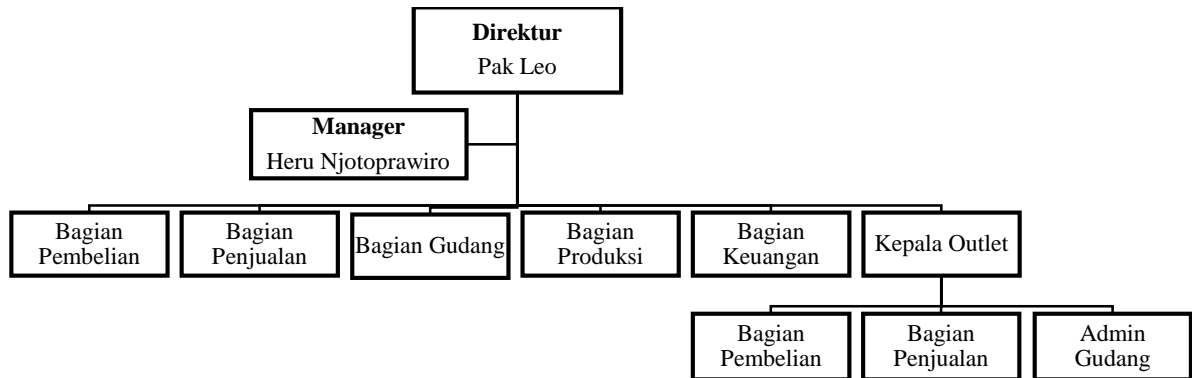 Direktur
Pak Leo
Manager
Heru Njotoprawiro
Bagian
Pembelian
Bagian
Penjualan
Bagian Gudang
Bagian
Produksi
Bagian
Keuangan
Kepala Outlet
Bagian
Pembelian
Bagian
Penjualan
Admin
Gudang